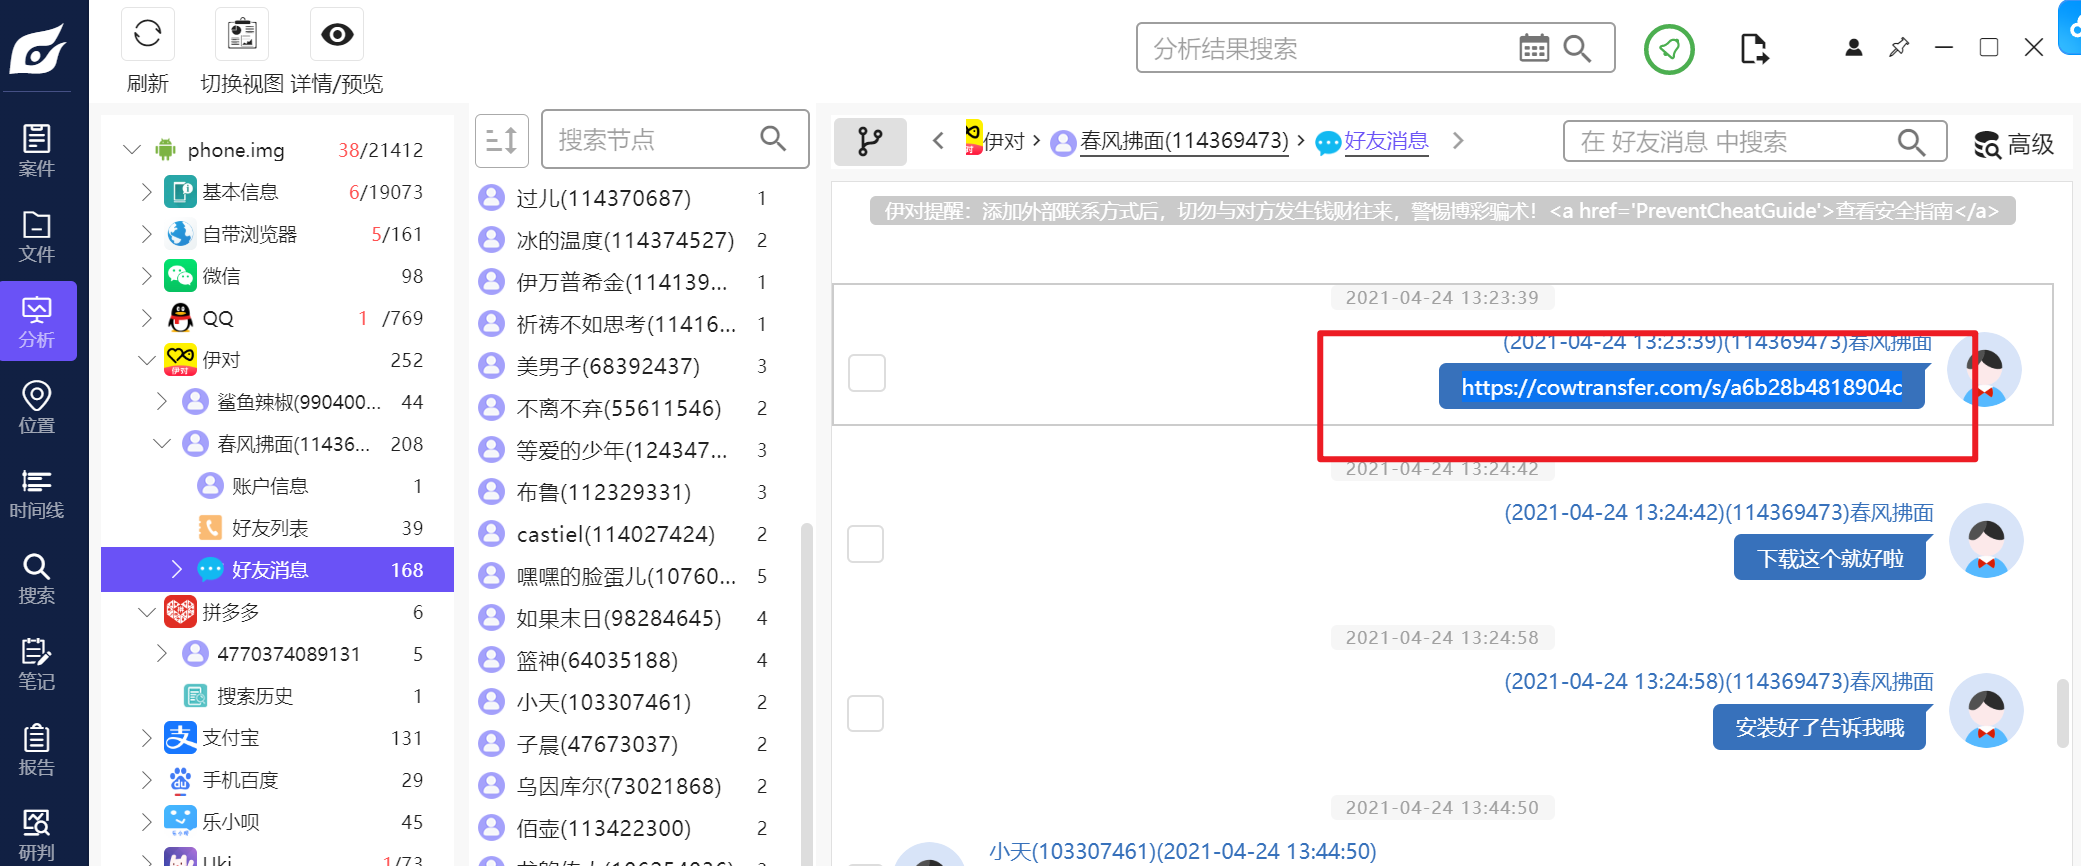 刷新
切换视图
详情/预览
分析结果搜索
案件
文件
分析
位置
时间线
搜索
笔记
报告
研判
phone.img 38/21412
基本信息 6/19073
自带浏览器 5/161
微信 98
QQ 1 /769
伊对 252
鲨鱼辣椒(990400... 44
春风拂面(11436... 208
账户信息 1
好友列表 39
好友消息 168
拼多多 6
4770374089131 5
搜索历史 1
支付宝 131
手机百度 29
乐小呗 45
Uki 1/73
搜索节点
过儿(114370687) 1
冰的温度(114374527) 2
伊万普希金(114139... 1
祈祷不如思考(11416... 1
美男子(68392437) 3
不离不弃(55611546) 2
等爱的少年(124347... 3
布鲁(112329331) 3
castiel(114027424) 2
嘿嘿的脸蛋儿(10760... 5
如果末日(98284645) 4
篮神(64035188) 4
小天(103307461) 2
子晨(47673037) 2
乌因库尔(73021868) 2
佰壶(113422300) 2
伊对
春风拂面(114369473)
好友消息
在 好友消息 中搜索
高级
伊对提醒：添加外部联系方式后，切勿与对方发生钱财往来，警惕博彩骗术！<a href='PreventCheatGuide'>查看安全指南</a>
2021-04-24 13:23:39
(2021-04-24 13:23:39)(114369473)春风拂面
https://cowtransfer.com/s/a6b28b4818904c
2021-04-24 13:24:42
(2021-04-24 13:24:42)(114369473)春风拂面
下载这个就好啦
2021-04-24 13:24:58
(2021-04-24 13:24:58)(114369473)春风拂面
安装好了告诉我哦
2021-04-24 13:44:50
小天(103307461)(2021-04-24 13:44:50)